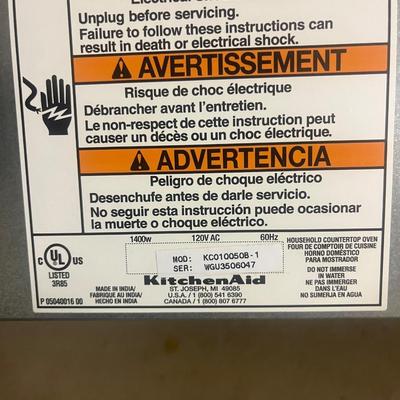 Unplug before servicing.
Failure to follow these instructions can
result in death or electrical shock.
AVERTISSEMENT
Risque de choc électrique
Débrancher avant l'entretien.
Le non-respect de cette instruction peut
causer un décès ou un choc électrique.
ADVERTENCIA
Peligro de choque eléctrico
Desenchufe antes de darle servicio.
No seguir esta instrucción puede ocasionar
la muerte o choque eléctrico.
1400w 120V AC 60Hz
MOD: KCO1005OB-1
SER: WGU3506047
C UL US
LISTED
3R85
HOUSEHOLD COUNTERTOP OVEN
FOUR DE COMPTOIR DE CUISINE
HORNO DOMÉSTICO
PARA MOSTRADOR
DO NOT IMMERSE
IN WATER
NE PAS IMMERGER
DANS L'EAU
NO SUMERJA EN AGUA
KitchenAid
ST. JOSEPH, MI 49085
U.S.A. / 1 (800) 541 6390
CANADA / 1 (800) 807 6777
MADE IN INDIA/
FABRIQUE AU INDIA/
HECHO EN INDIA
P 05040016 00